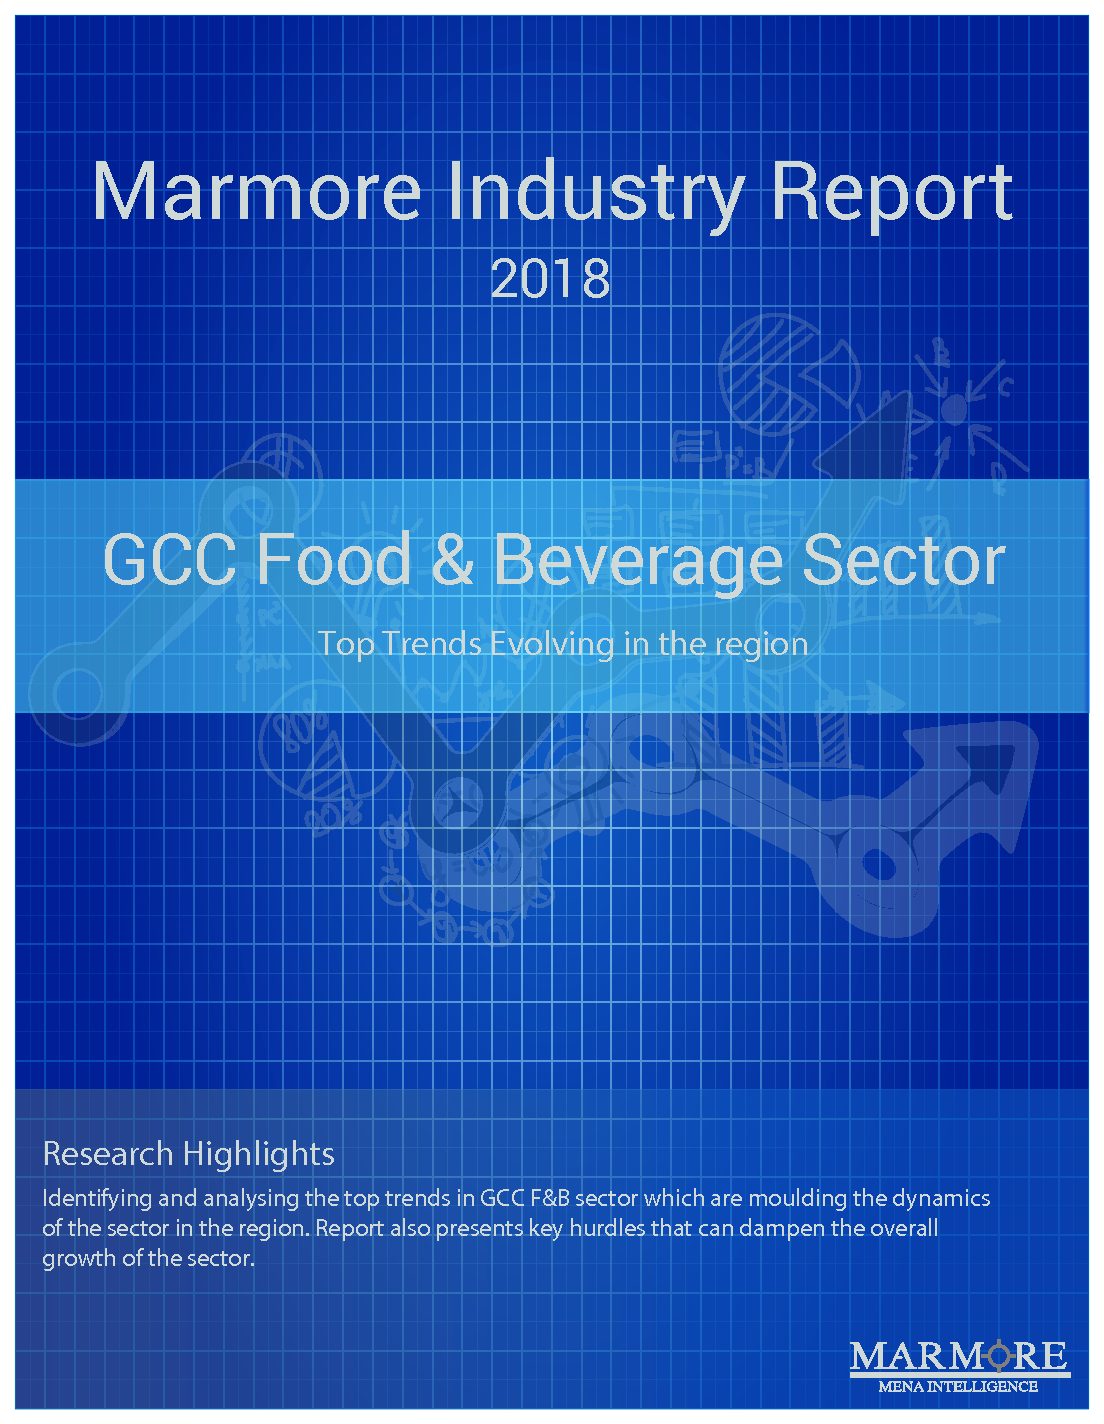 Marmore Industry Report
2018
GCC Food & Beverage Sector
Top Trends Evolving in the region
80%
20%
Research Highlights
Identifying and analysing the top trends in GCC F&B sector which are moulding the dynamics
of the sector in the region. Report also presents key hurdles that can dampen the overall
growth of the sector.
MARMORE
MENA INTELLIGENCE